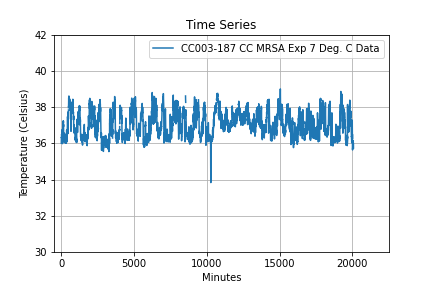 Time Series
CC003-187 CC MRSA Exp 7 Deg. C Data
Temperature (Celsius)
42
40
38
36
34
32
30
0 5000 10000 15000 20000
Minutes